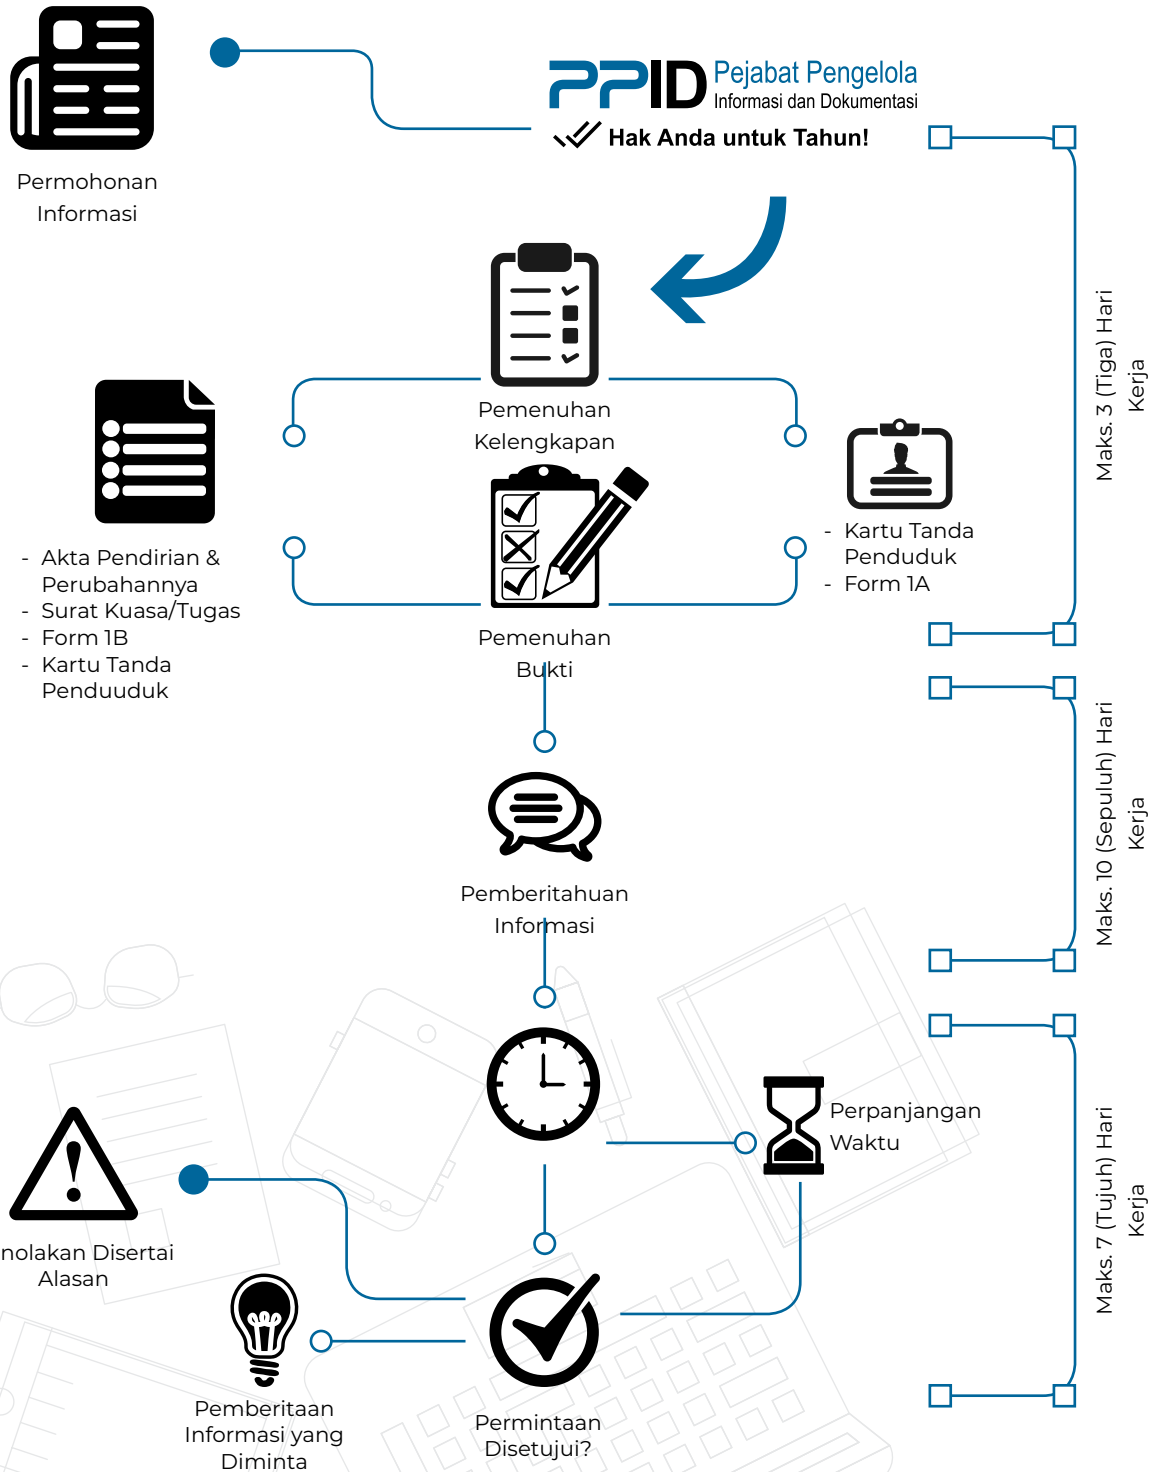 PPID Pejabat Pengelola
Informasi dan Dokumentasi
Hak Anda untuk Tahun!
Permohonan
Informasi
Maks. 3 (Tiga) Hari
Kerja
Pemenuhan
Kelengkapan
- Akta Pendirian &
Perubahannya
- Surat Kuasa/Tugas
- Form 1B
- Kartu Tanda
Penduuduk
- Kartu Tanda
Penduduk
- Form 1A
Pemenuhan
Bukti
Maks. 10 (Sepuluh) Hari
Kerja
Pemberitahuan
Informasi
Perpanjangan
Waktu
Maks. 7 (Tujuh) Hari
Kerja
nolakan Disertai
Alasan
Pemberitaan
Informasi yang
Diminta
Permintaan
Disetujui?